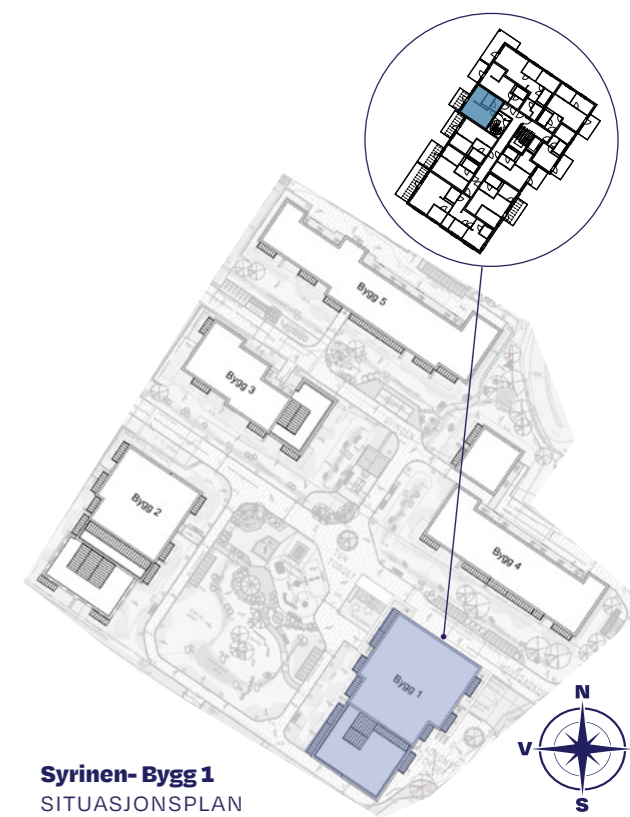 Bygg 5
Bygg 3
Bygg 2
Bygg 4
Bygg 1
N
V
S
Syrinen- Bygg 1
SITUASJONSPLAN